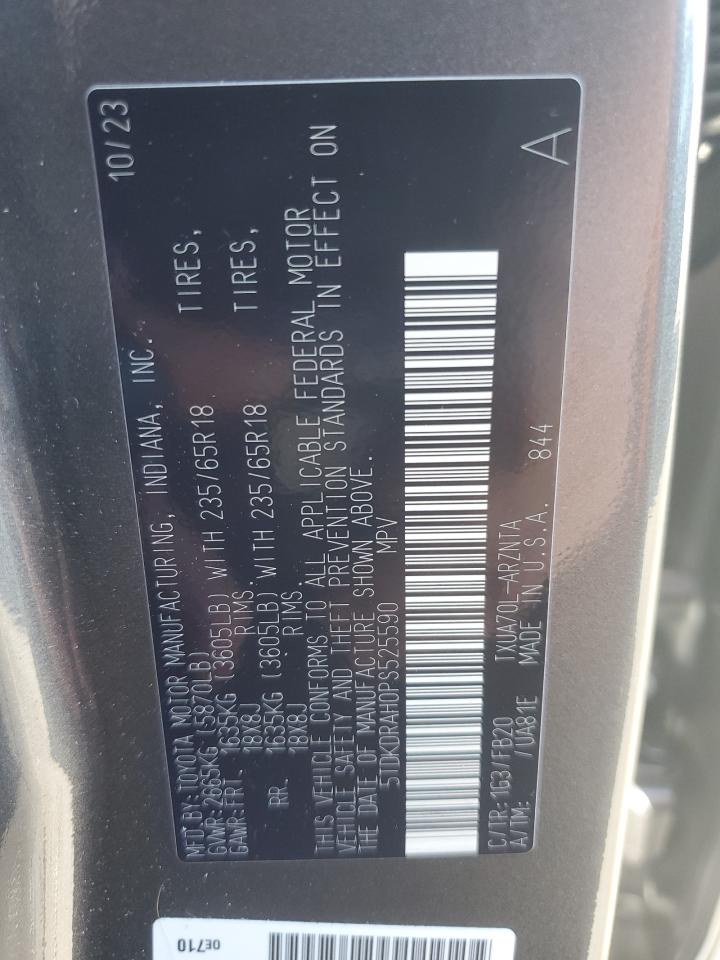 MFD.BY:TOYOTA MOTOR MANUFACTURING, INDIANA, INC. 10/23
GVWR:2665KG (5870LB)
GAWR:FRT. 1635KG (3605LB) WITH 235/65R18 TIRES,
18X8J RIMS.
RR. 1635KG (3605LB) WITH 235/65R18 TIRES,
18X8J RIMS.
THIS VEHICLE CONFORMS TO ALL APPLICABLE FEDERAL MOTOR
VEHICLE SAFETY AND THEFT PREVENTION STANDARDS IN EFFECT ON
THE DATE OF MANUFACTURE SHOWN ABOVE.
5TDKDRAH0PS525590 MPV
C/TR:1G3/FB20 TXUA70L-ARZNTA
A/TM: /UA81E MADE IN U.S.A. 844
A
0E710